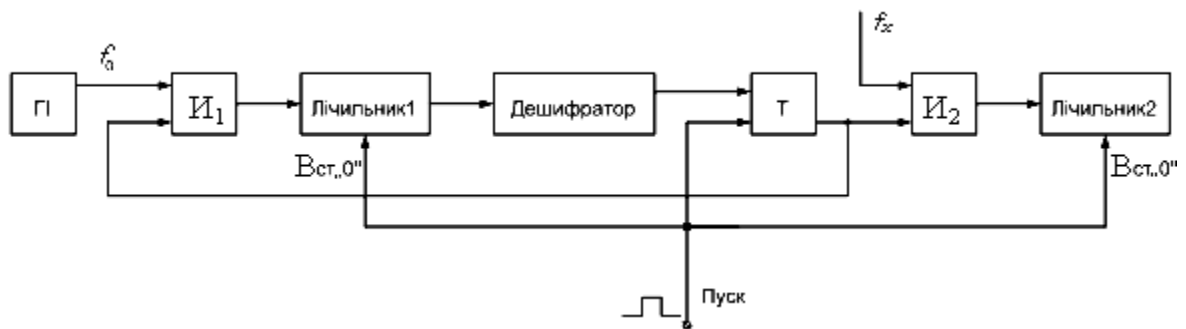 f₀
fₓ
ГІ
И₁
Лічильник1
Дешифратор
Т
И₂
Лічильник2
Вст„0"
Вст„0"
Пуск